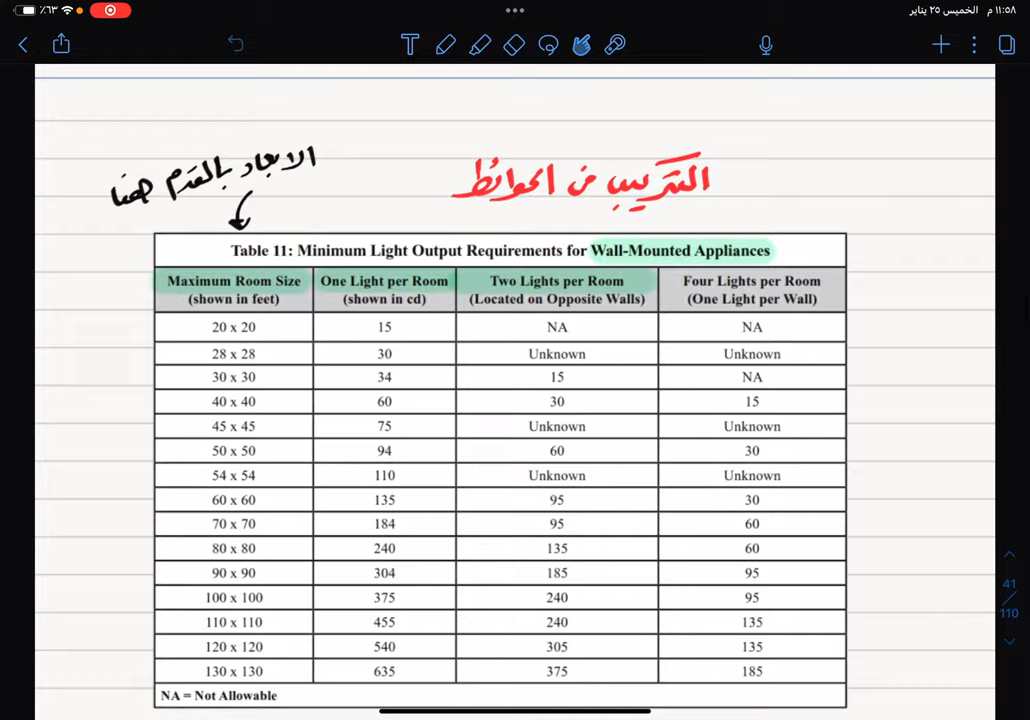 ٪٦٣
١١:٥٨ م الخميس ٢٥ يناير
الابعاد بالقدم هنا
التركيب من الحوائط
Table 11: Minimum Light Output Requirements for Wall-Mounted Appliances
Maximum Room Size (shown in feet) One Light per Room (shown in cd) Two Lights per Room (Located on Opposite Walls) Four Lights per Room (One Light per Wall)
20 x 20 15 NA NA
28 x 28 30 Unknown Unknown
30 x 30 34 15 NA
40 x 40 60 30 15
45 x 45 75 Unknown Unknown
50 x 50 94 60 30
54 x 54 110 Unknown Unknown
60 x 60 135 95 30
70 x 70 184 95 60
80 x 80 240 135 60
90 x 90 304 185 95
100 x 100 375 240 95
110 x 110 455 240 135
120 x 120 540 305 135
130 x 130 635 375 185
NA = Not Allowable
41
110